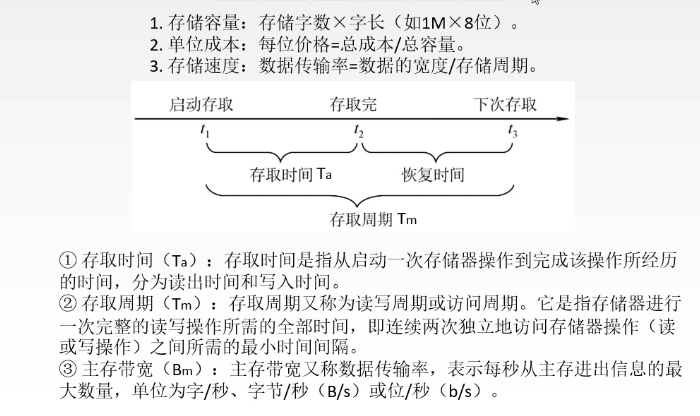 1. 存储容量：存储字数×字长（如1M×8位）。
2. 单位成本：每位价格=总成本/总容量。
3. 存储速度：数据传输率=数据的宽度/存储周期。
启动存取 存取完 下次存取
t1 t2 t3
存取时间 Ta 恢复时间
存取周期 Tm
① 存取时间（Ta）：存取时间是指从启动一次存储器操作到完成该操作所经历
的时间，分为读出时间和写入时间。
② 存取周期（Tm）：存取周期又称为读写周期或访问周期。它是指存储器进行
一次完整的读写操作所需的全部时间，即连续两次独立地访问存储器操作（读
或写操作）之间所需的最小时间间隔。
③ 主存带宽（Bm）：主存带宽又称数据传输率，表示每秒从主存进出信息的最
大数量，单位为字/秒、字节/秒（B/s）或位/秒（b/s）。